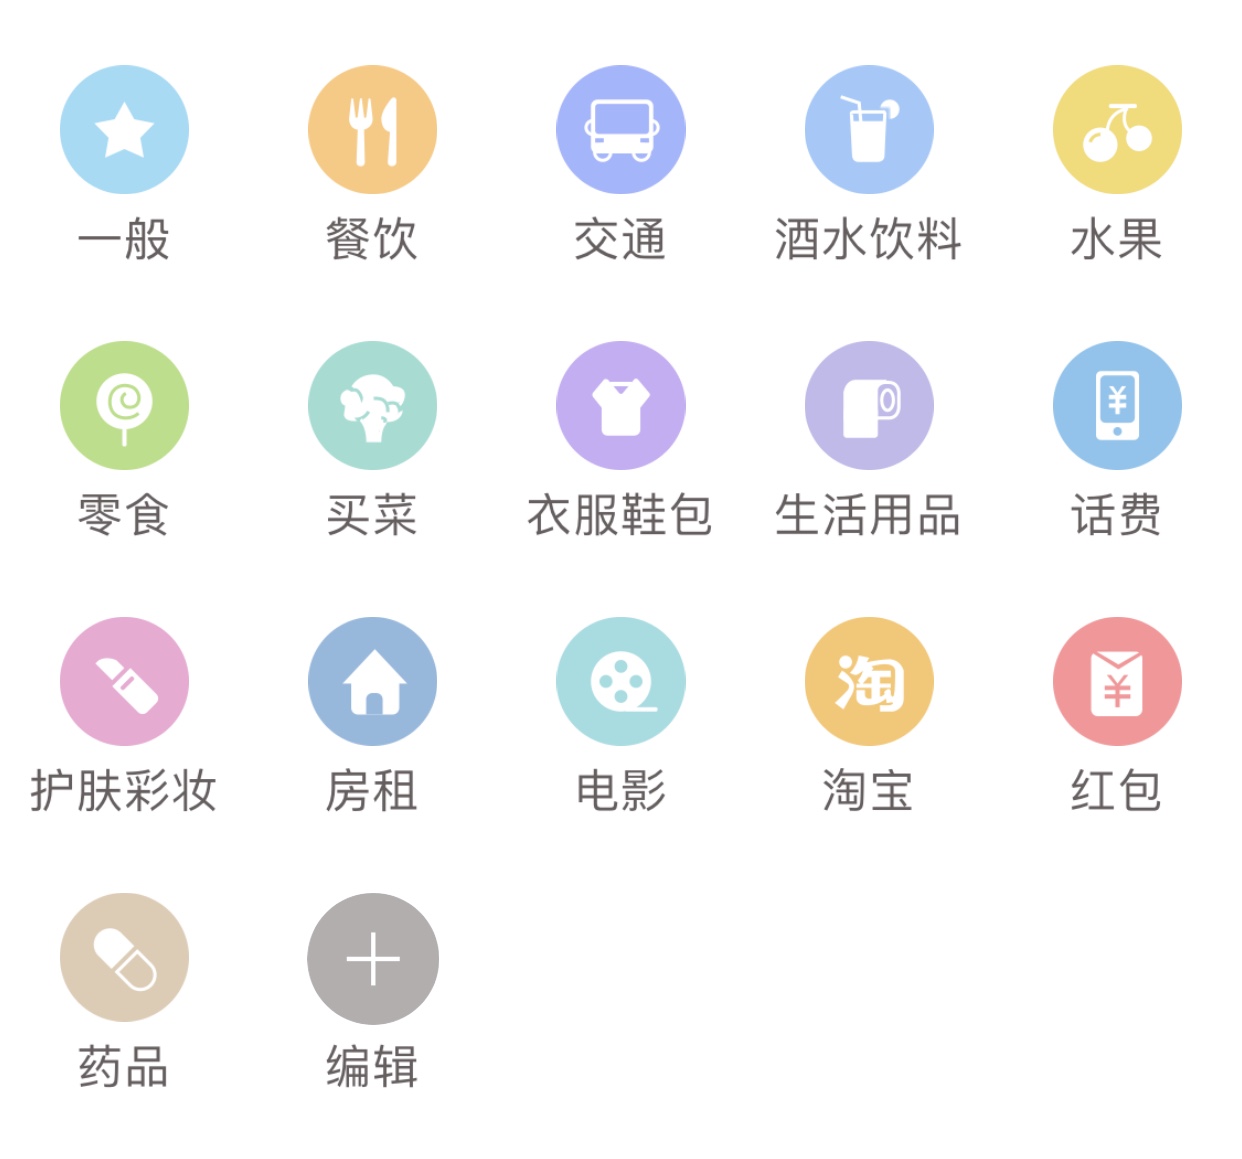 一般 餐饮 交通 酒水饮料 水果
¥
零食 买菜 衣服鞋包 生活用品 话费
淘 ¥
护肤彩妆 房租 电影 淘宝 红包
药品 编辑